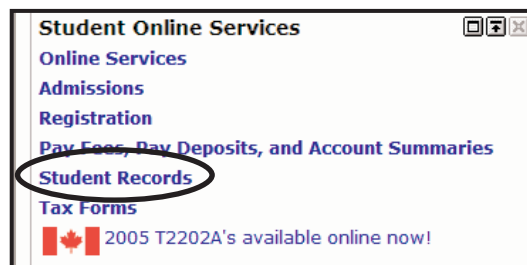 Student Online Services
Online Services
Admissions
Registration
Pay Fees, Pay Deposits, and Account Summaries
Student Records
Tax Forms
2005 T2202A's available online now!